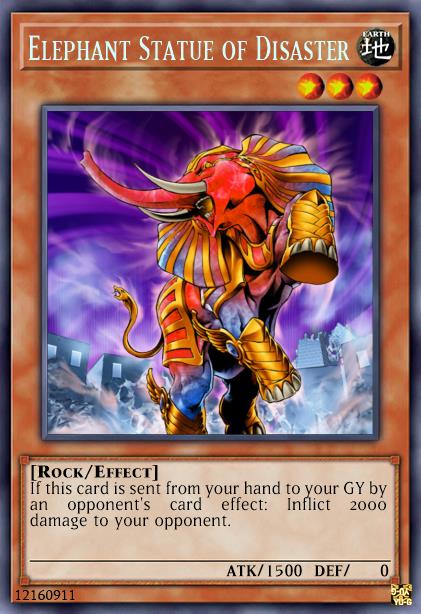 ELEPHANT STATUE OF DISASTER
EARTH
地
[ROCK/EFFECT]
If this card is sent from your hand to your GY by
an opponent's card effect: Inflict 2000
damage to your opponent.
ATK/1500 DEF/ 0
12160911